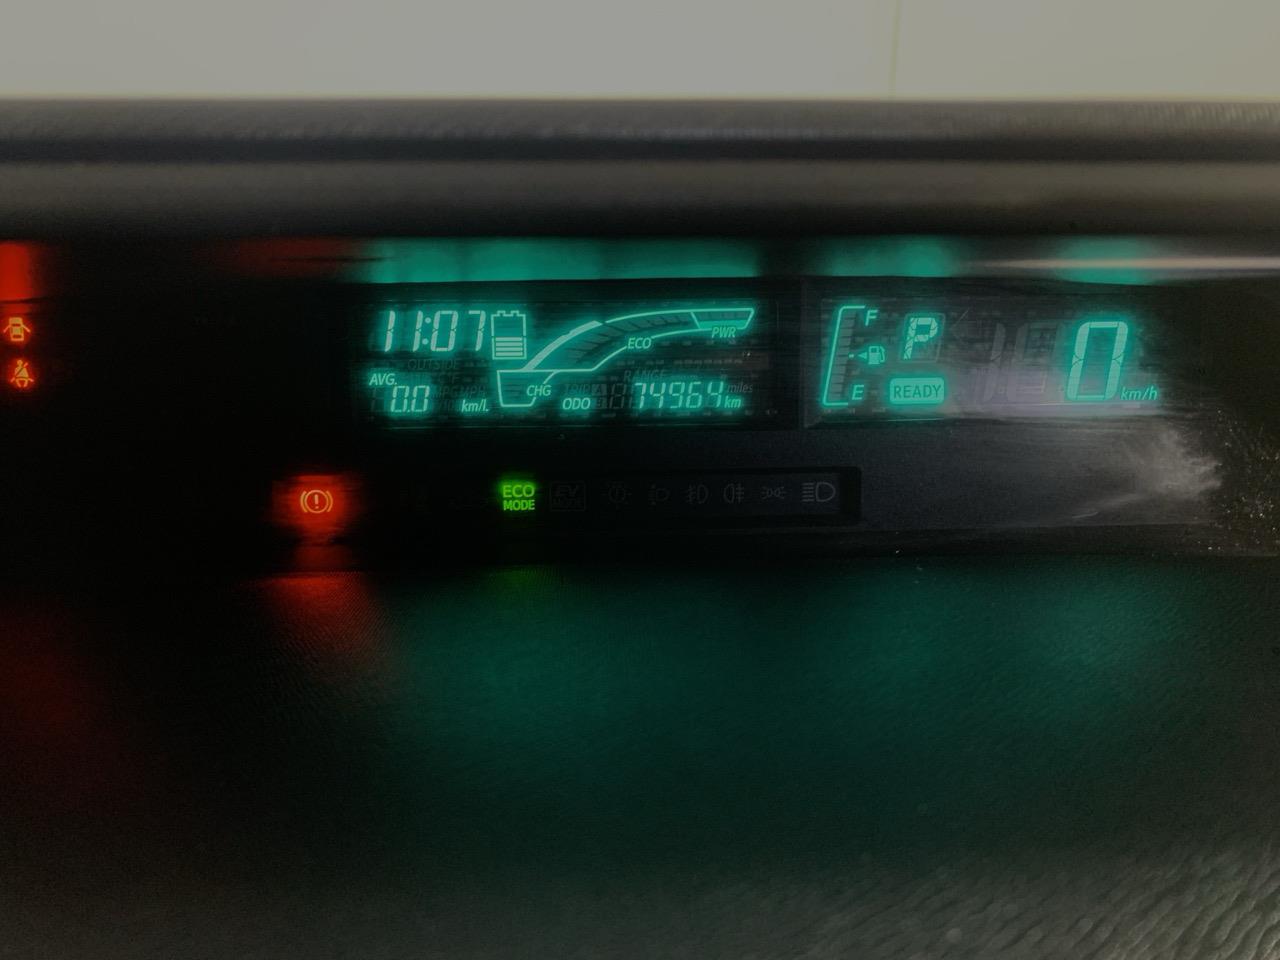 11:07
PWR
ECO
OUTSIDE
RANGE
AVG.
0.0 km/L
CHG
TRIP A
B
ODO 74964 km
miles
F
P
E
READY
0 km/h
ECO
MODE
EV